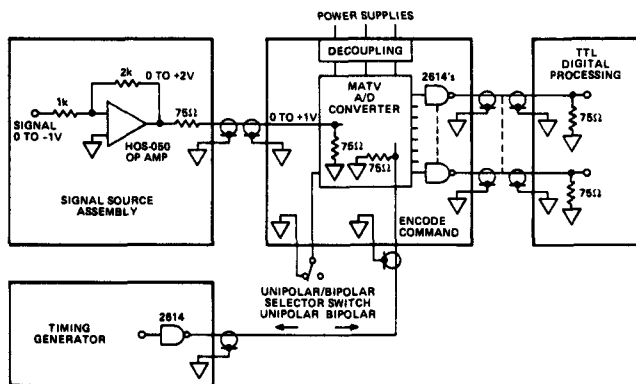 POWER SUPPLIES
DECOUPLING
MATV
A/D
CONVERTER
2614's
TTL
DIGITAL
PROCESSING
2k
0 TO +2V
1k
75Ω
SIGNAL
0 TO -1V
HOS-050
OP AMP
SIGNAL SOURCE
ASSEMBLY
0 TO +1V
75Ω
75Ω
75Ω
75Ω
ENCODE
COMMAND
UNIPOLAR/BIPOLAR
SELECTOR SWITCH
UNIPOLAR BIPOLAR
TIMING
GENERATOR
2614